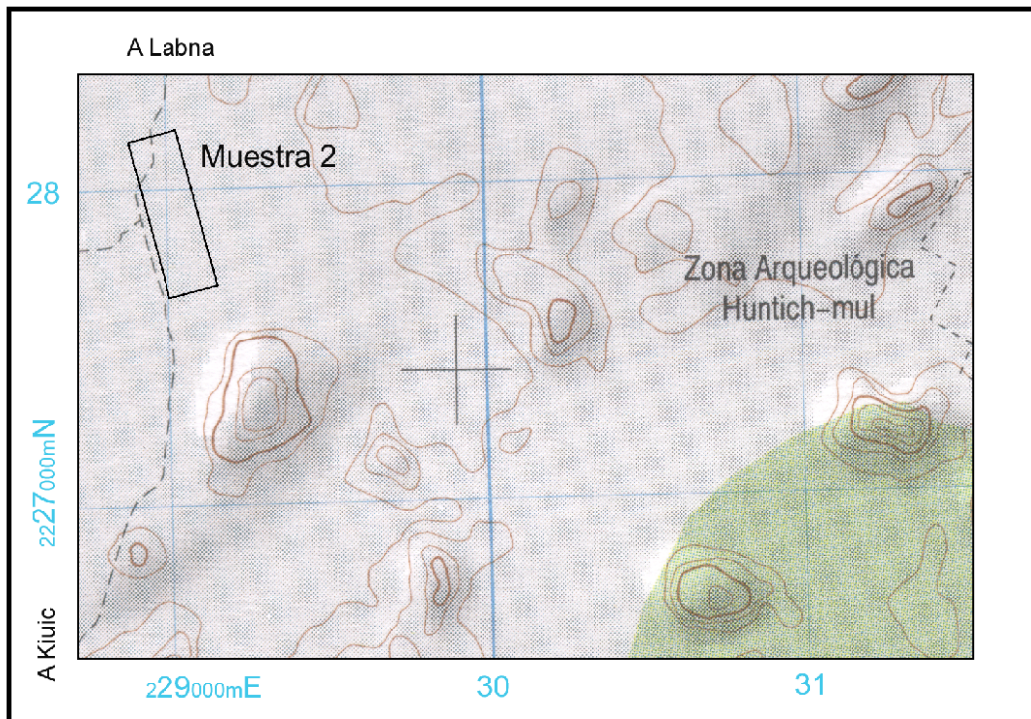 A Labna
Muestra 2
28
Zona Arqueológica
Huntich-mul
2227000mN
A Kiuic
229000mE
30
31